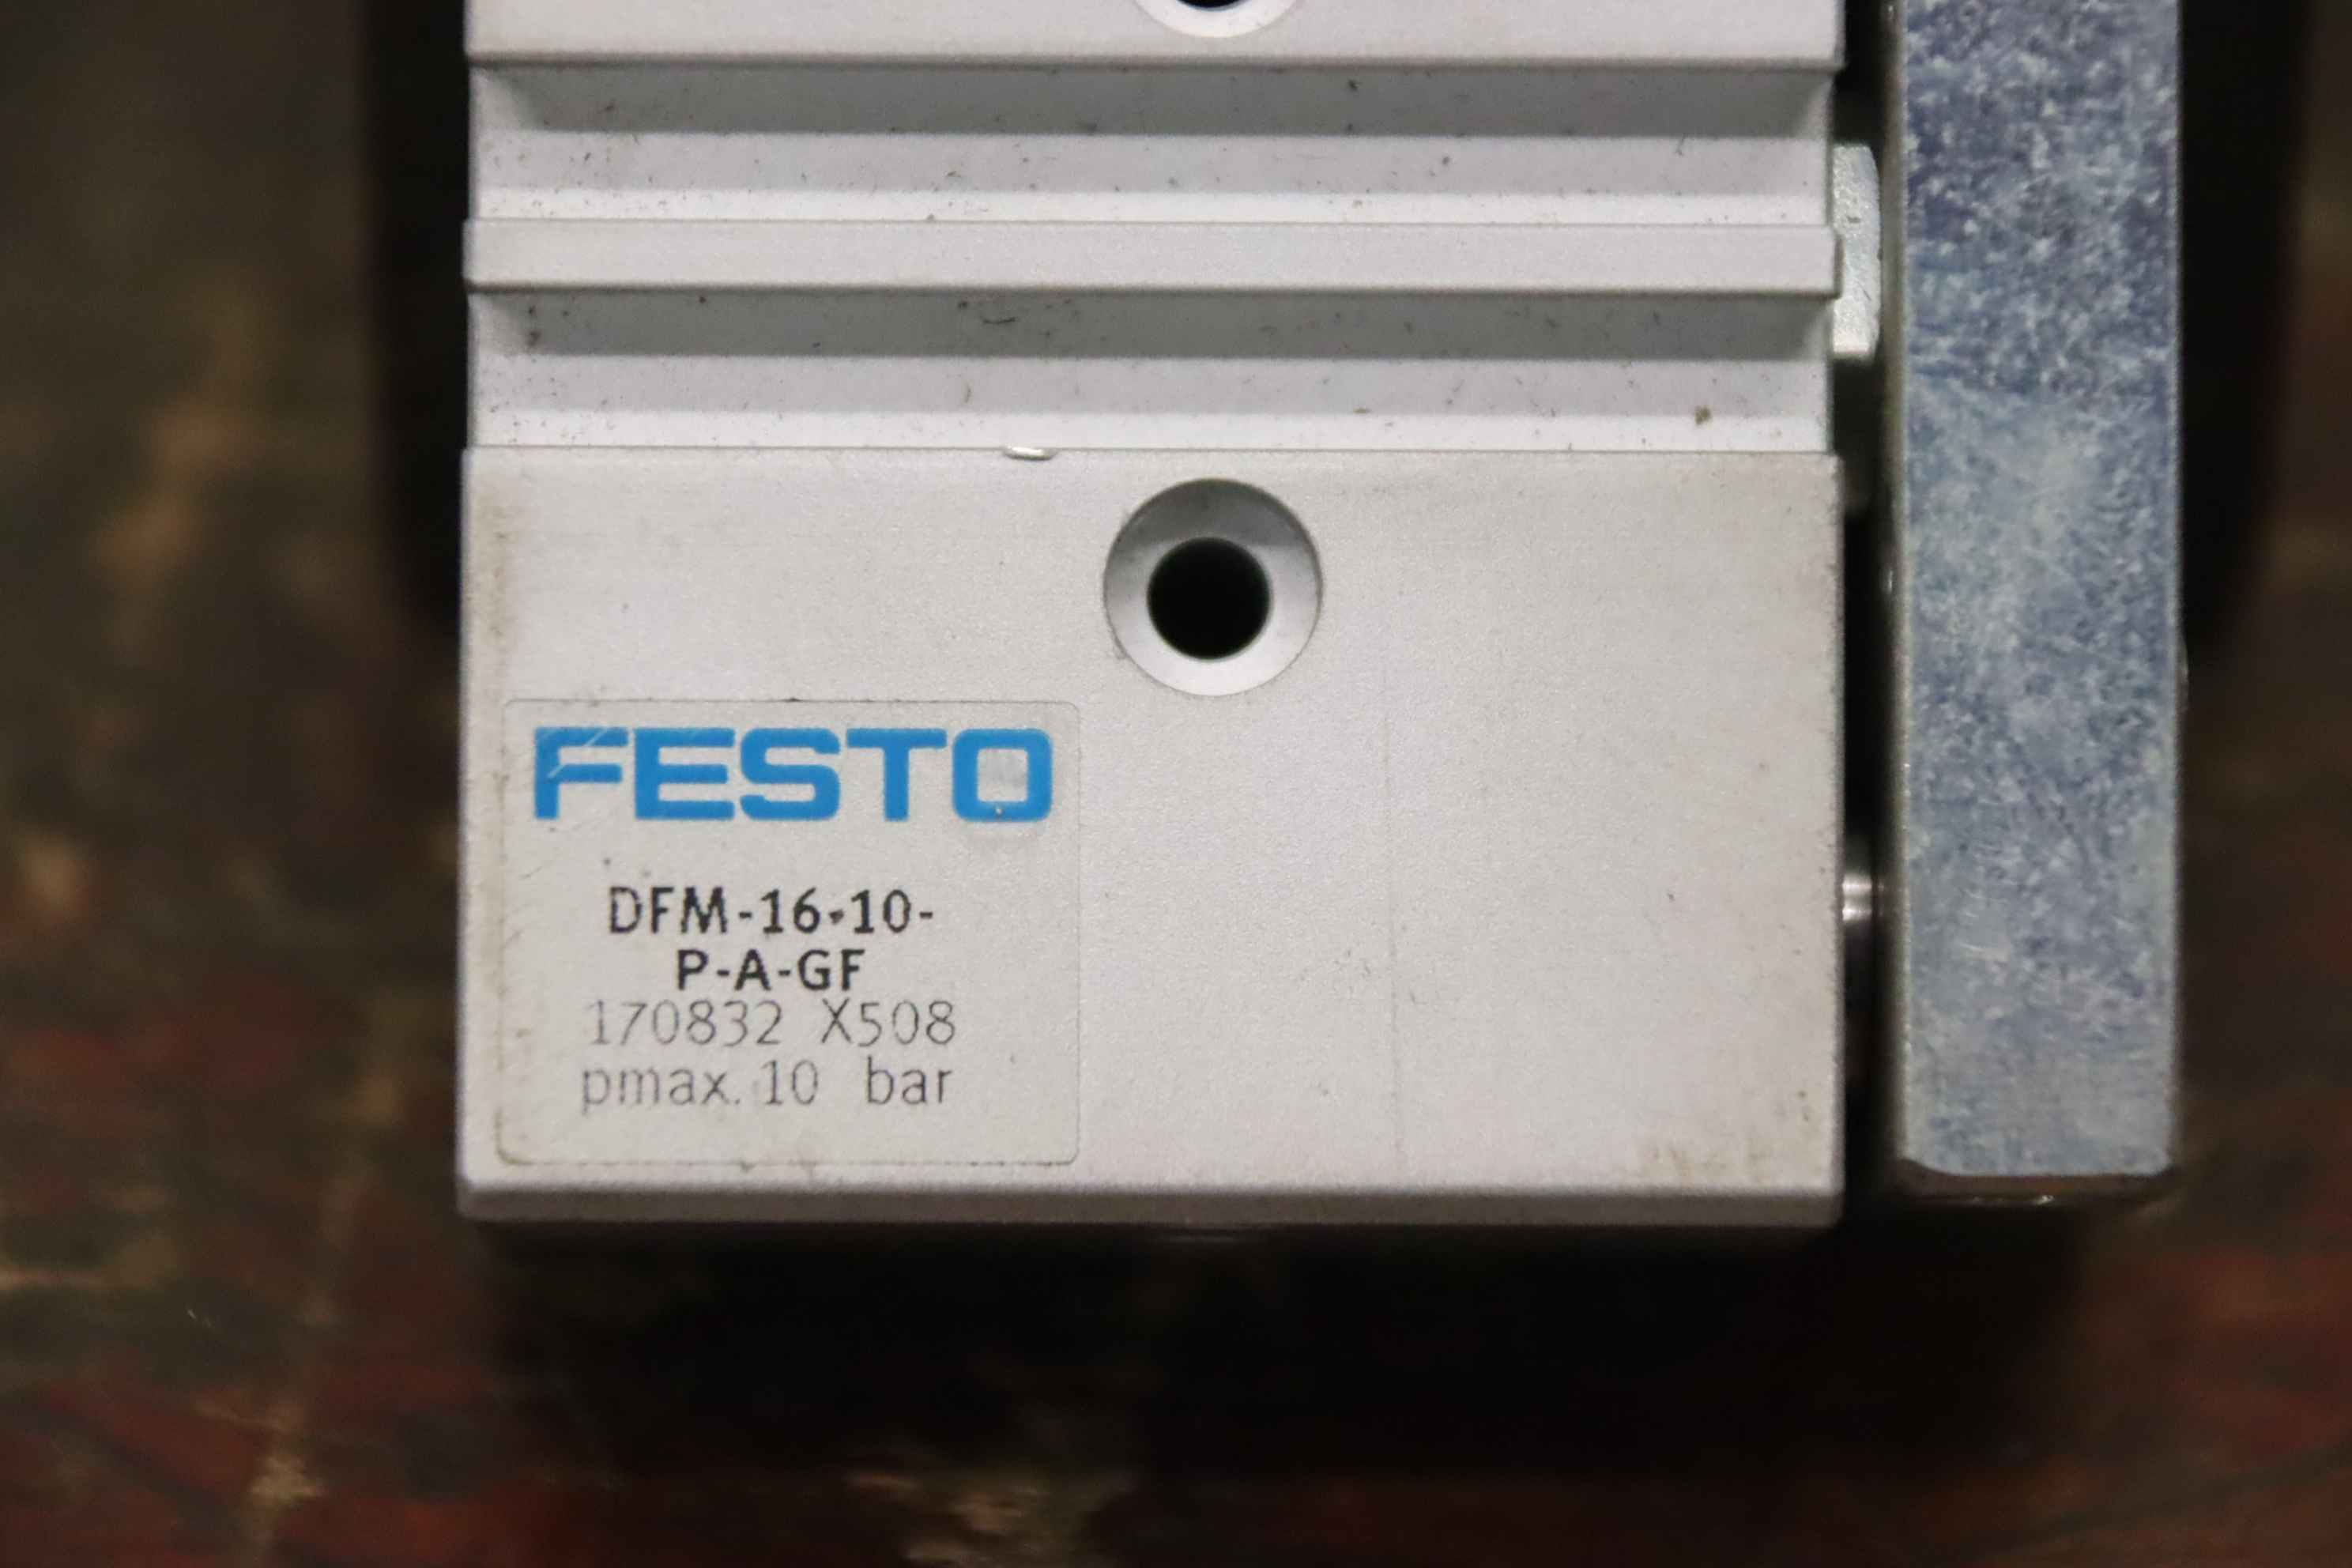 FESTO
DFM-16-10-
P-A-GF
170832 X508
pmax. 10 bar